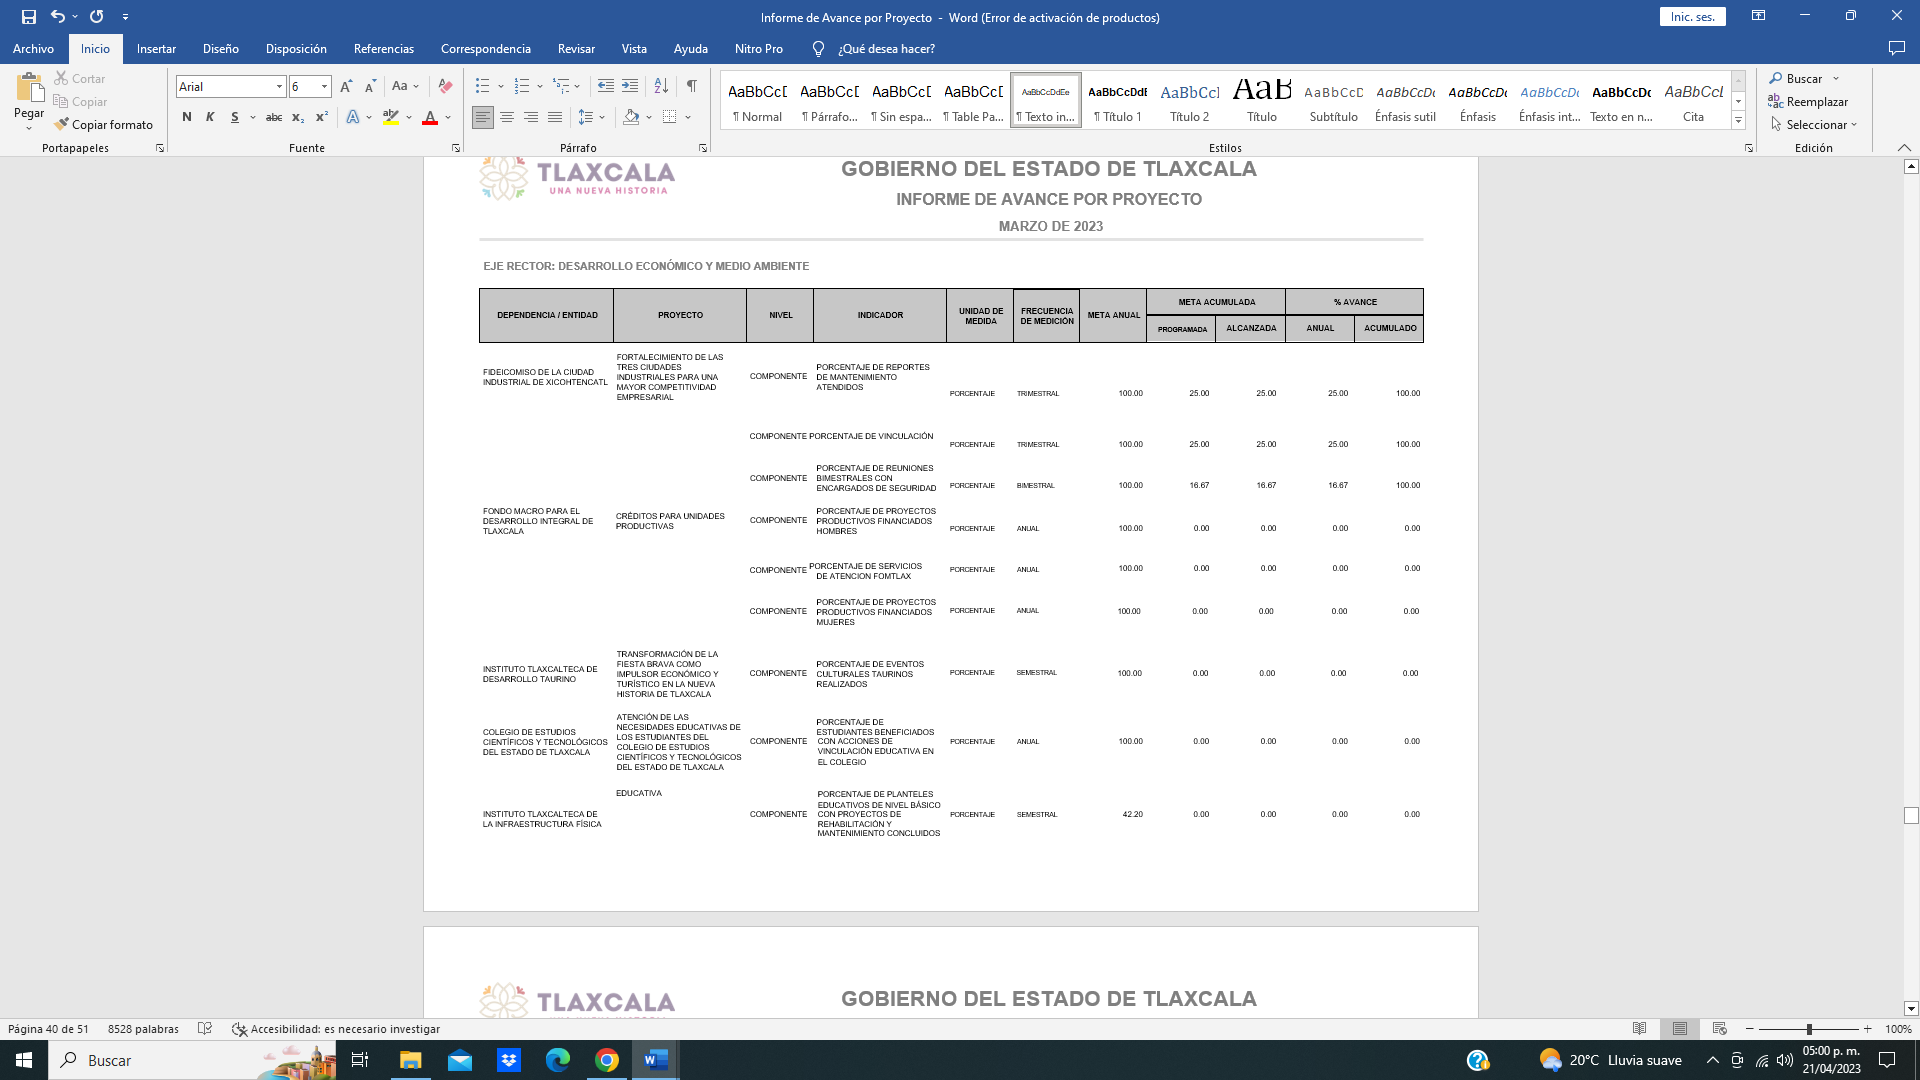 Informe de Avance por Proyecto - Word (Error de activación de productos)
Inic. ses.
Archivo Inicio Insertar Diseño Disposición Referencias Correspondencia Revisar Vista Ayuda Nitro Pro ¿Qué desea hacer?
Pegar
Cortar
Copiar
Copiar formato
Portapapeles
Arial 6
Fuente
Párrafo
AaBbCcI AaBbCcI AaBbCcI AaBbCcI AaBbCcDdEe AaBbCcDdE AaBbCcI AaB AaBbCcD AaBbCcDc AaBbCcDc AaBbCcDc AaBbCcDc AaBbCcL
¶ Normal ¶ Párrafo... ¶ Sin espa... ¶ Table Pa... ¶ Texto in... ¶ Título 1 Título 2 Título Subtítulo Énfasis sutil Énfasis Énfasis int... Texto en n... Cita
Estilos
Buscar
Reemplazar
Seleccionar
Edición
TLAXCALA
UNA NUEVA HISTORIA
GOBIERNO DEL ESTADO DE TLAXCALA
INFORME DE AVANCE POR PROYECTO
MARZO DE 2023
EJE RECTOR: DESARROLLO ECONÓMICO Y MEDIO AMBIENTE
DEPENDENCIA / ENTIDAD PROYECTO NIVEL INDICADOR
UNIDAD DE
MEDIDA
FRECUENCIA
DE MEDICIÓN
META ANUAL
META ACUMULADA
PROGRAMADA ALCANZADA
% AVANCE
ANUAL ACUMULADO
FIDEICOMISO DE LA CIUDAD
INDUSTRIAL DE XICOHTENCATL
FORTALECIMIENTO DE LAS
TRES CIUDADES
INDUSTRIALES PARA UNA
MAYOR COMPETITIVIDAD
EMPRESARIAL
COMPONENTE
PORCENTAJE DE REPORTES
DE MANTENIMIENTO
ATENDIDOS
PORCENTAJE TRIMESTRAL 100.00 25.00 25.00 25.00 100.00
COMPONENTE PORCENTAJE DE VINCULACIÓN
PORCENTAJE TRIMESTRAL 100.00 25.00 25.00 25.00 100.00
COMPONENTE
PORCENTAJE DE REUNIONES
BIMESTRALES CON
ENCARGADOS DE SEGURIDAD
PORCENTAJE BIMESTRAL 100.00 16.67 16.67 16.67 100.00
FONDO MACRO PARA EL
DESARROLLO INTEGRAL DE
TLAXCALA
CRÉDITOS PARA UNIDADES
PRODUCTIVAS
COMPONENTE
PORCENTAJE DE PROYECTOS
PRODUCTIVOS FINANCIADOS
HOMBRES
PORCENTAJE ANUAL 100.00 0.00 0.00 0.00 0.00
COMPONENTE
PORCENTAJE DE SERVICIOS
DE ATENCION FOMTLAX
PORCENTAJE ANUAL 100.00 0.00 0.00 0.00 0.00
COMPONENTE
PORCENTAJE DE PROYECTOS
PRODUCTIVOS FINANCIADOS
MUJERES
PORCENTAJE ANUAL 100.00 0.00 0.00 0.00 0.00
INSTITUTO TLAXCALTECA DE
DESARROLLO TAURINO
TRANSFORMACIÓN DE LA
FIESTA BRAVA COMO
IMPULSOR ECONÓMICO Y
TURÍSTICO EN LA NUEVA
HISTORIA DE TLAXCALA
COMPONENTE
PORCENTAJE DE EVENTOS
CULTURALES TAURINOS
REALIZADOS
PORCENTAJE SEMESTRAL 100.00 0.00 0.00 0.00 0.00
COLEGIO DE ESTUDIOS
CIENTÍFICOS Y TECNOLÓGICOS
DEL ESTADO DE TLAXCALA
ATENCIÓN DE LAS
NECESIDADES EDUCATIVAS DE
LOS ESTUDIANTES DEL
COLEGIO DE ESTUDIOS
CIENTÍFICOS Y TECNOLÓGICOS
DEL ESTADO DE TLAXCALA
COMPONENTE
PORCENTAJE DE
ESTUDIANTES BENEFICIADOS
CON ACCIONES DE
VINCULACIÓN EDUCATIVA EN
EL COLEGIO
PORCENTAJE ANUAL 100.00 0.00 0.00 0.00 0.00
INSTITUTO TLAXCALTECA DE
LA INFRAESTRUCTURA FÍSICA
EDUCATIVA
COMPONENTE
PORCENTAJE DE PLANTELES
EDUCATIVOS DE NIVEL BÁSICO
CON PROYECTOS DE
REHABILITACIÓN Y
MANTENIMIENTO CONCLUIDOS
PORCENTAJE SEMESTRAL 42.20 0.00 0.00 0.00 0.00
TLAXCALA
GOBIERNO DEL ESTADO DE TLAXCALA
Página 40 de 51 8528 palabras Accesibilidad: es necesario investigar 100%
Buscar
20°C Lluvia suave
05:00 p. m.
21/04/2023